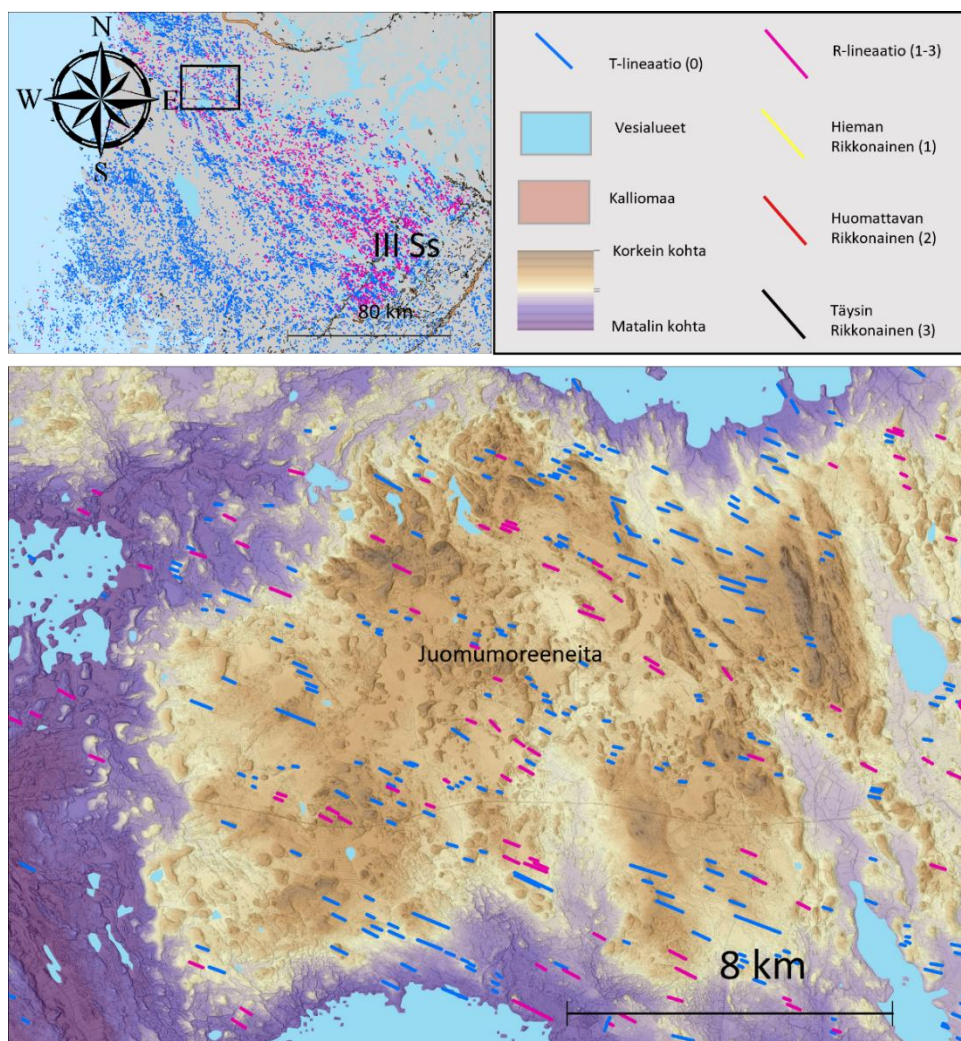 N
W
E
S
III Ss
80 km
T-lineaatio (0)
R-lineaatio (1-3)
Vesialueet
Hieman
Rikkonainen (1)
Kalliomaa
Huomattavan
Rikkonainen (2)
Korkein kohta
Matalin kohta
Täysin
Rikkonainen (3)
Juomumoreeneita
8 km